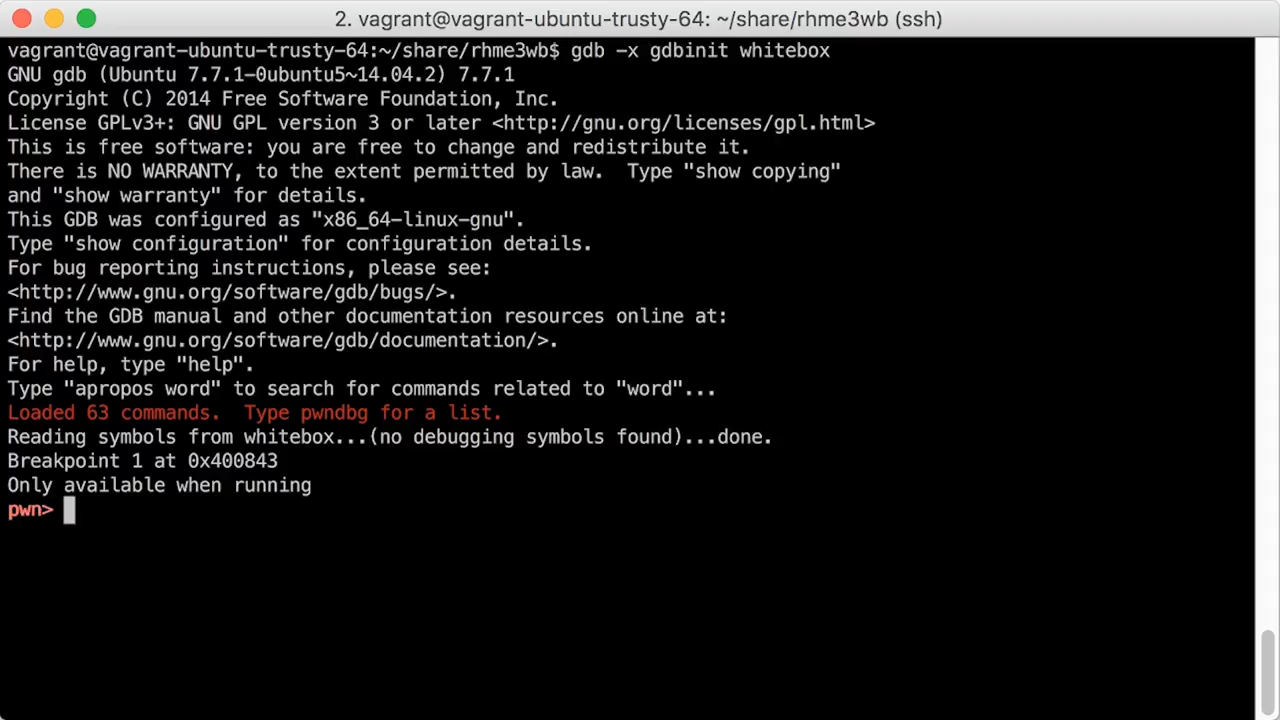 2. vagrant@vagrant-ubuntu-trusty-64: ~/share/rhme3wb (ssh)
vagrant@vagrant-ubuntu-trusty-64:~/share/rhme3wb$ gdb -x gdbinit whitebox
GNU gdb (Ubuntu 7.7.1-0ubuntu5~14.04.2) 7.7.1
Copyright (C) 2014 Free Software Foundation, Inc.
License GPLv3+: GNU GPL version 3 or later <http://gnu.org/licenses/gpl.html>
This is free software: you are free to change and redistribute it.
There is NO WARRANTY, to the extent permitted by law.  Type "show copying"
and "show warranty" for details.
This GDB was configured as "x86_64-linux-gnu".
Type "show configuration" for configuration details.
For bug reporting instructions, please see:
<http://www.gnu.org/software/gdb/bugs/>.
Find the GDB manual and other documentation resources online at:
<http://www.gnu.org/software/gdb/documentation/>.
For help, type "help".
Type "apropos word" to search for commands related to "word"...
Loaded 63 commands.  Type pwndbg for a list.
Reading symbols from whitebox...(no debugging symbols found)...done.
Breakpoint 1 at 0x400843
Only available when running
pwn>